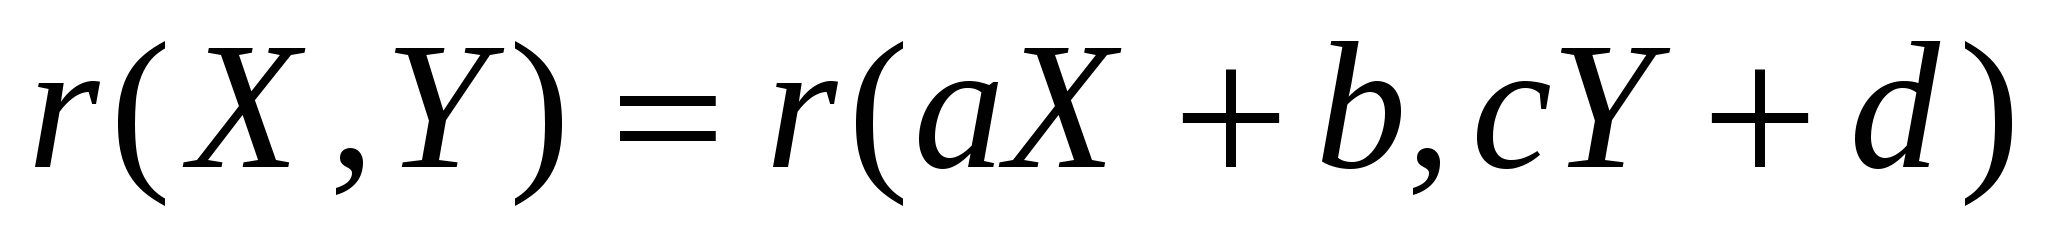 r(X,Y) = r(aX + b,cY + d)